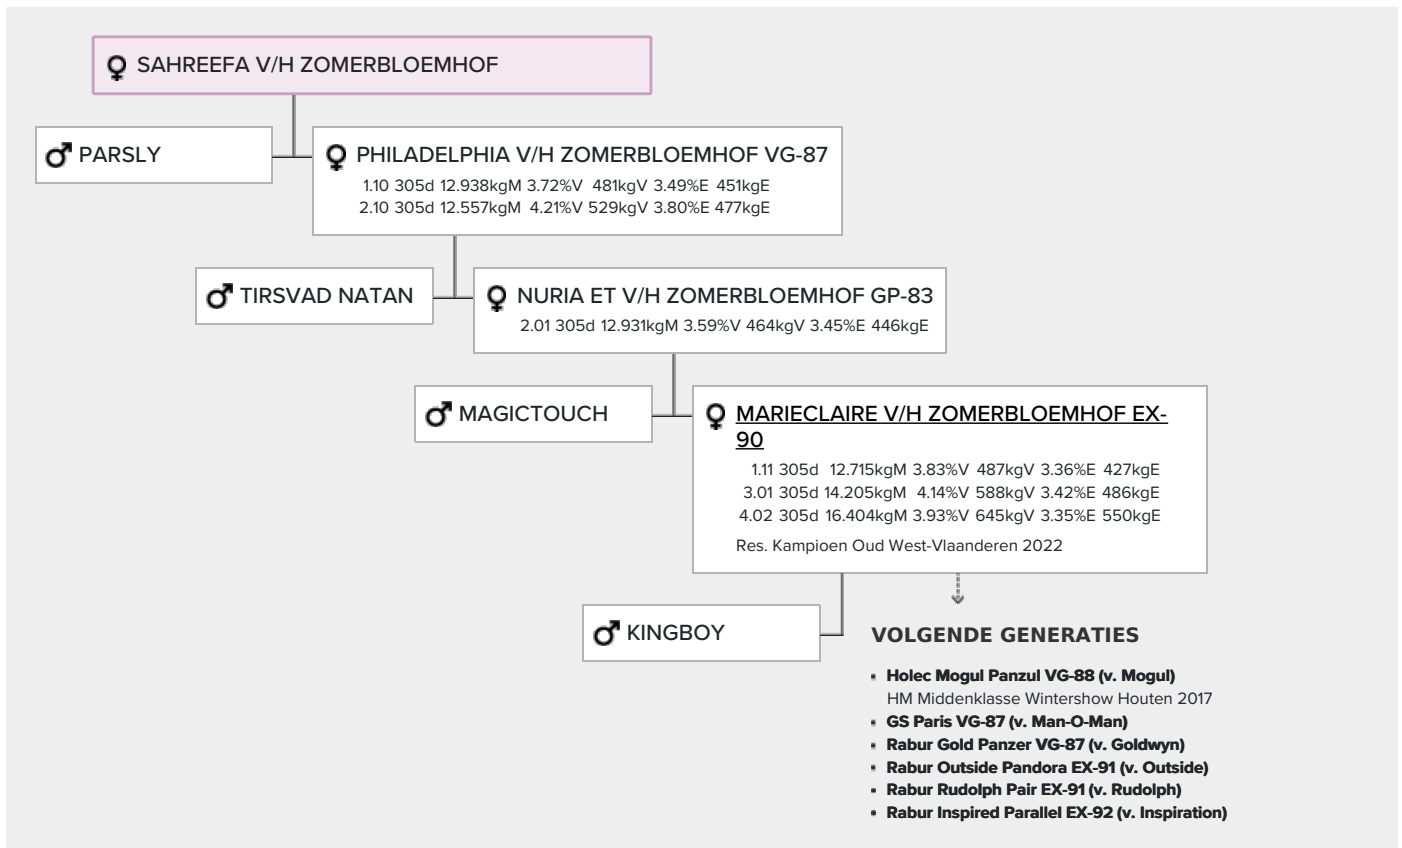 SAHREEFA V/H ZOMERBLOEMHOF
PARSLY
PHILADELPHIA V/H ZOMERBLOEMHOF VG-87
1.10 305d 12.938kgM 3.72%V 481kgV 3.49%E 451kgE
2.10 305d 12.557kgM 4.21%V 529kgV 3.80%E 477kgE
TIRSVAD NATAN
NURIA ET V/H ZOMERBLOEMHOF GP-83
2.01 305d 12.931kgM 3.59%V 464kgV 3.45%E 446kgE
MAGICTOUCH
MARIECLAIRE V/H ZOMERBLOEMHOF EX-
90
1.11 305d 12.715kgM 3.83%V 487kgV 3.36%E 427kgE
3.01 305d 14.205kgM 4.14%V 588kgV 3.42%E 486kgE
4.02 305d 16.404kgM 3.93%V 645kgV 3.35%E 550kgE
Res. Kampioen Oud West-Vlaanderen 2022
KINGBOY
VOLGENDE GENERATIES
Holec Mogul Panzul VG-88 (v. Mogul)
HM Middenklasse Wintershow Houten 2017
GS Paris VG-87 (v. Man-O-Man)
Rabur Gold Panzer VG-87 (v. Goldwyn)
Rabur Outside Pandora EX-91 (v. Outside)
Rabur Rudolph Pair EX-91 (v. Rudolph)
Rabur Inspired Parallel EX-92 (v. Inspiration)